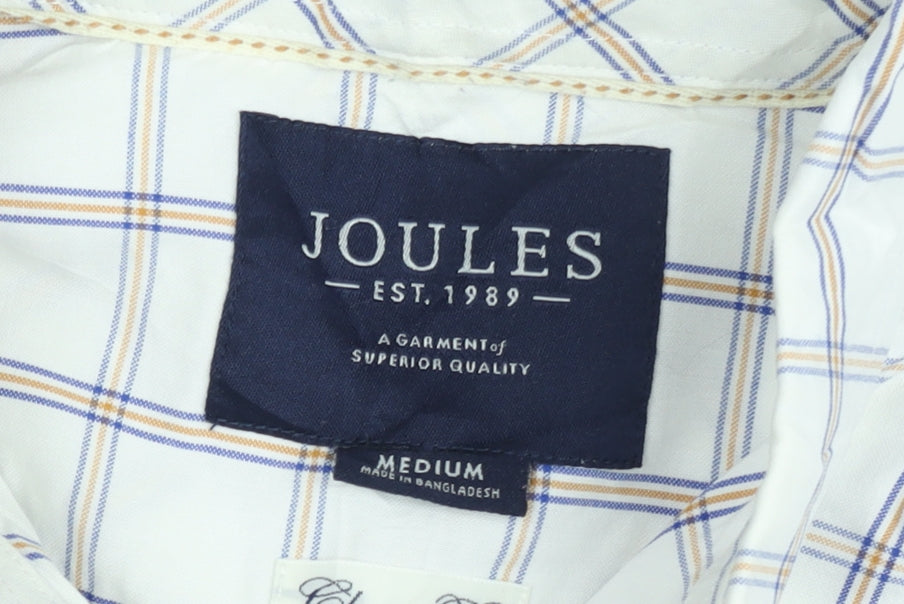 JOULES
EST. 1989
A GARMENT of
SUPERIOR QUALITY
MEDIUM
MADE IN BANGLADESH